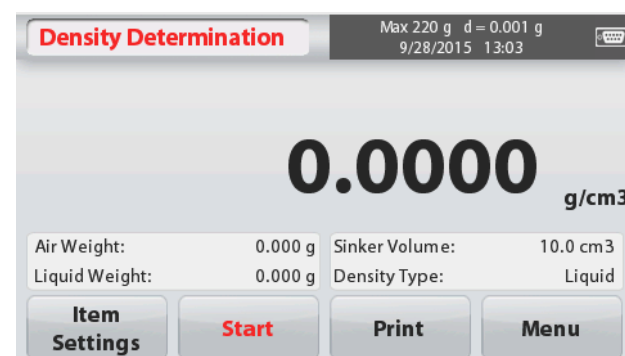 Density Determination
Max 220 g d = 0.001 g
9/28/2015 13:03
0.0000
g/cm3
Air Weight: 0.000 g Sinker Volume: 10.0 cm3
Liquid Weight: 0.000 g Density Type: Liquid
Item
Settings
Start
Print
Menu